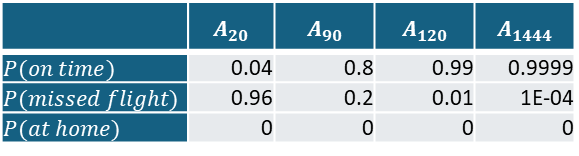 A₂₀ A₉₀ A₁₂₀ A₁₄₄₄
P(on time) 0.04 0.8 0.99 0.9999
P(missed flight) 0.96 0.2 0.01 1E-04
P(at home) 0 0 0 0